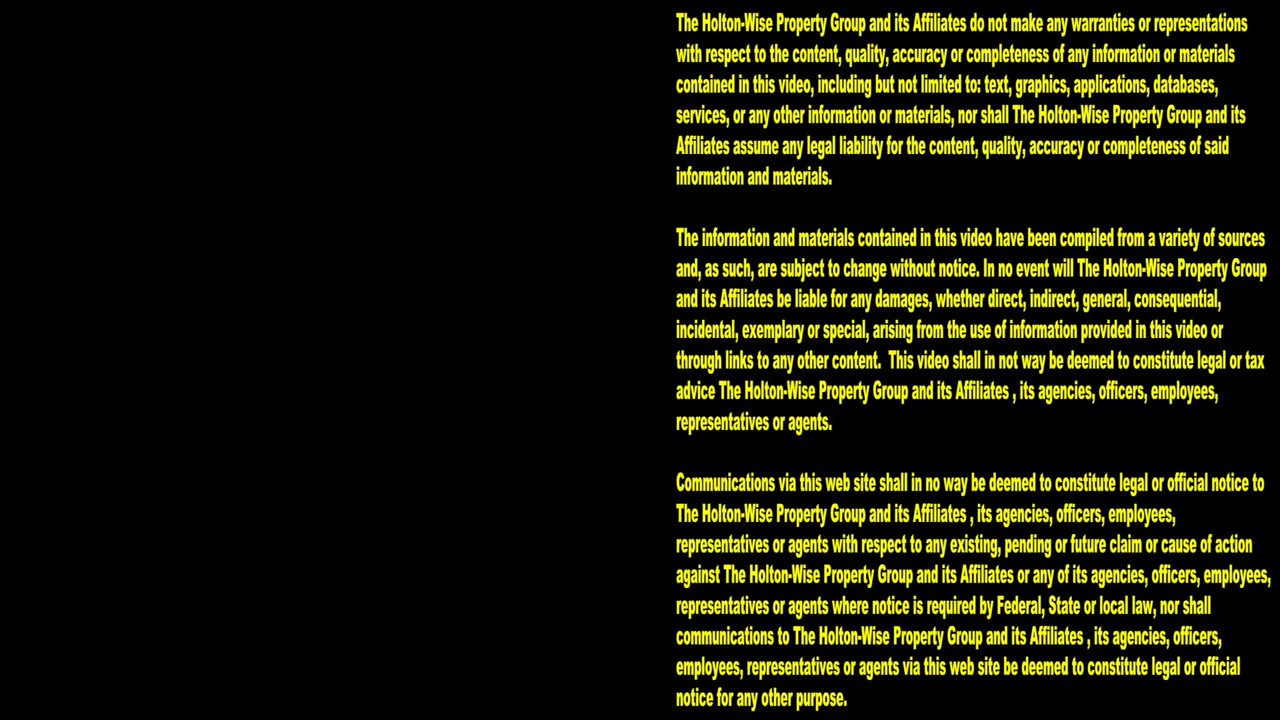 The Holton-Wise Property Group and its Affiliates do not make any warranties or representations
with respect to the content, quality, accuracy or completeness of any information or materials
contained in this video, including but not limited to: text, graphics, applications, databases,
services, or any other information or materials, nor shall The Holton-Wise Property Group and its
Affiliates assume any legal liability for the content, quality, accuracy or completeness of said
information and materials.
The information and materials contained in this video have been compiled from a variety of sources
and, as such, are subject to change without notice. In no event will The Holton-Wise Property Group
and its Affiliates be liable for any damages, whether direct, indirect, general, consequential,
incidental, exemplary or special, arising from the use of information provided in this video or
through links to any other content.  This video shall in not way be deemed to constitute legal or tax
advice The Holton-Wise Property Group and its Affiliates , its agencies, officers, employees,
representatives or agents.
Communications via this web site shall in no way be deemed to constitute legal or official notice to
The Holton-Wise Property Group and its Affiliates , its agencies, officers, employees,
representatives or agents with respect to any existing, pending or future claim or cause of action
against The Holton-Wise Property Group and its Affiliates or any of its agencies, officers, employees,
representatives or agents where notice is required by Federal, State or local law, nor shall
communications to The Holton-Wise Property Group and its Affiliates , its agencies, officers,
employees, representatives or agents via this web site be deemed to constitute legal or official
notice for any other purpose.